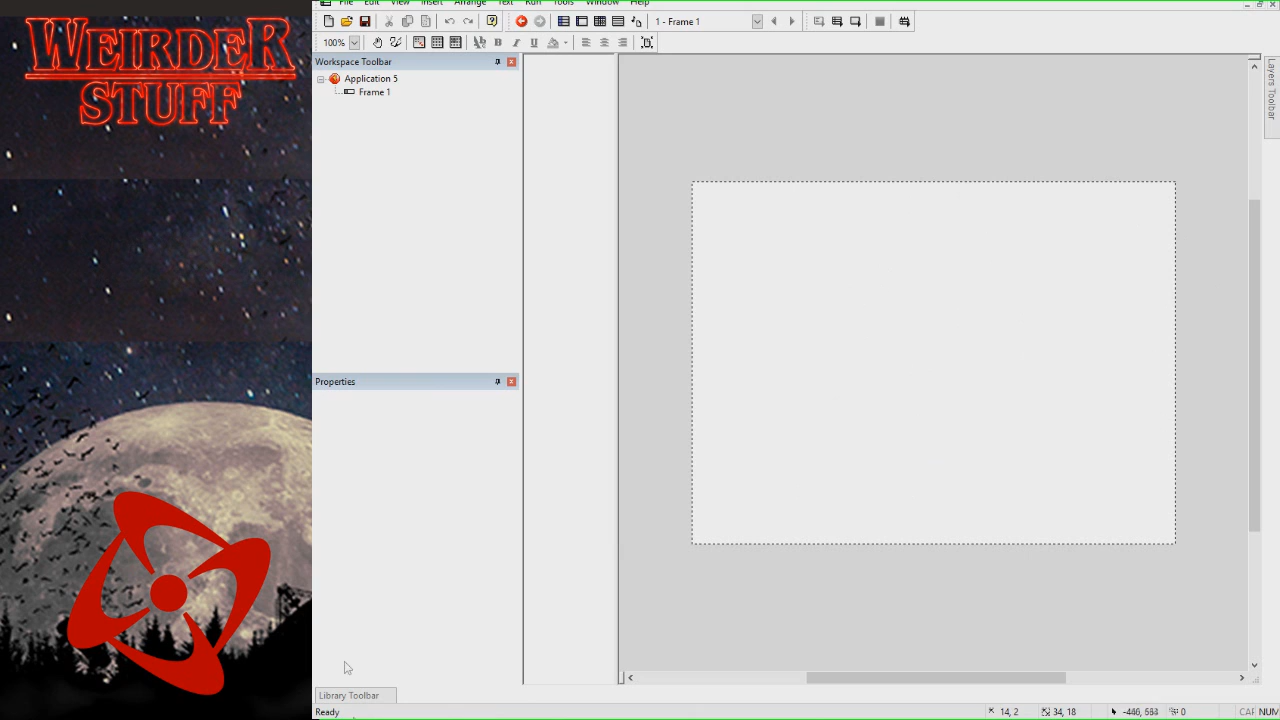 WEIRDER
STUFF
File Edit View Insert Arrange Text Run Tools Window Help
1 - Frame 1
100%
B I U
Workspace Toolbar
Application 5
Frame 1
Properties
Layers Toolbar
Library Toolbar
Ready
14, 2
34, 18
-446, 563
0
CAP NUM